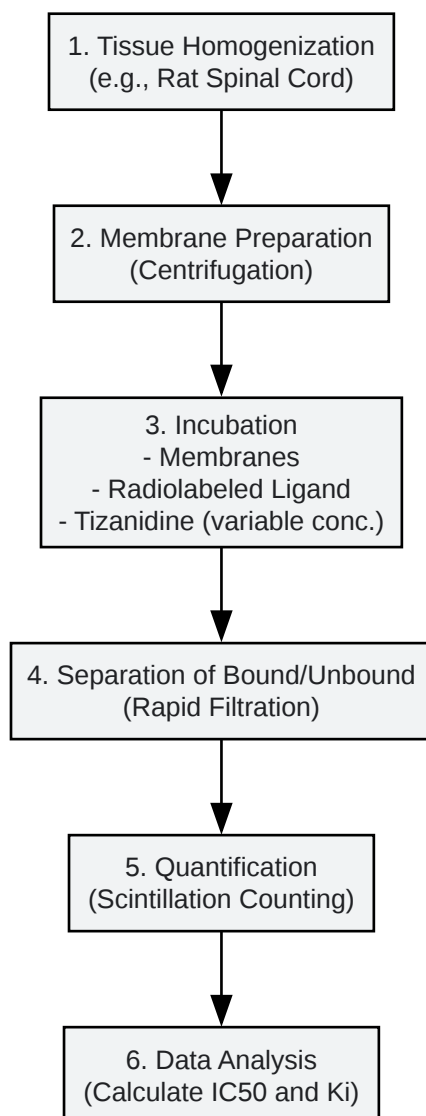 1. Tissue Homogenization
(e.g., Rat Spinal Cord)
2. Membrane Preparation
(Centrifugation)
3. Incubation
- Membranes
- Radiolabeled Ligand
- Tizanidine (variable conc.)
4. Separation of Bound/Unbound
(Rapid Filtration)
5. Quantification
(Scintillation Counting)
6. Data Analysis
(Calculate IC50 and Ki)